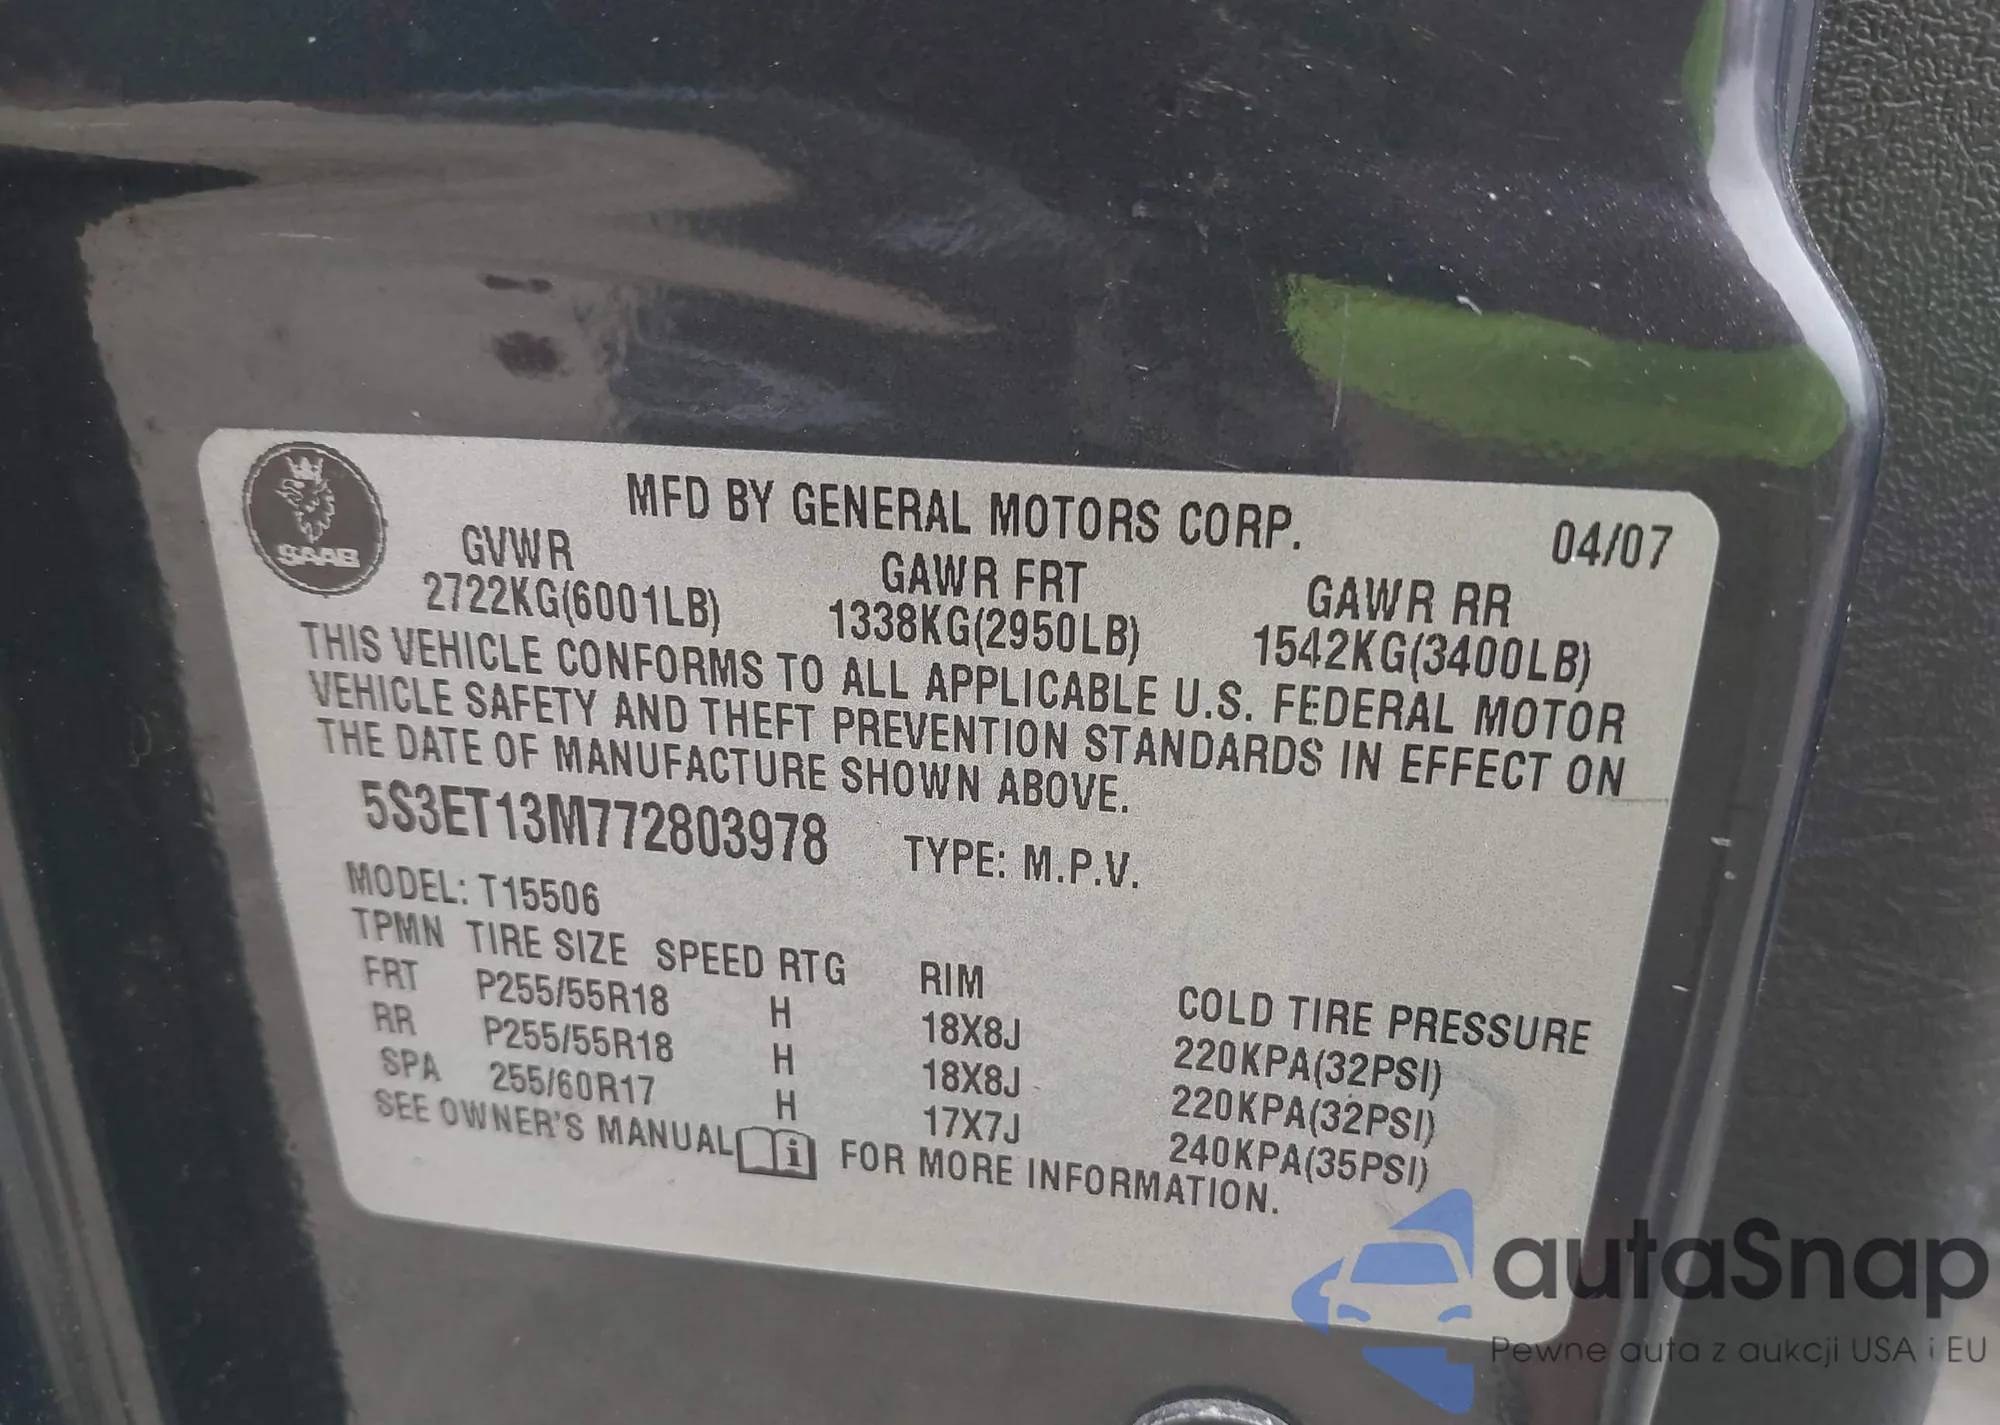 SAAB
MFD BY GENERAL MOTORS CORP. 04/07
GVWR GAWR FRT GAWR RR
2722KG(6001LB) 1338KG(2950LB) 1542KG(3400LB)
THIS VEHICLE CONFORMS TO ALL APPLICABLE U.S. FEDERAL MOTOR
VEHICLE SAFETY AND THEFT PREVENTION STANDARDS IN EFFECT ON
THE DATE OF MANUFACTURE SHOWN ABOVE.
5S3ET13M772803978 TYPE: M.P.V.
MODEL: T15506
TPMN TIRE SIZE SPEED RTG RIM COLD TIRE PRESSURE
FRT P255/55R18 H 18X8J 220KPA(32PSI)
RR P255/55R18 H 18X8J 220KPA(32PSI)
SPA 255/60R17 H 17X7J 240KPA(35PSI)
SEE OWNER'S MANUAL i FOR MORE INFORMATION.
autaSnap
Pewne auta z aukcji USA i EU